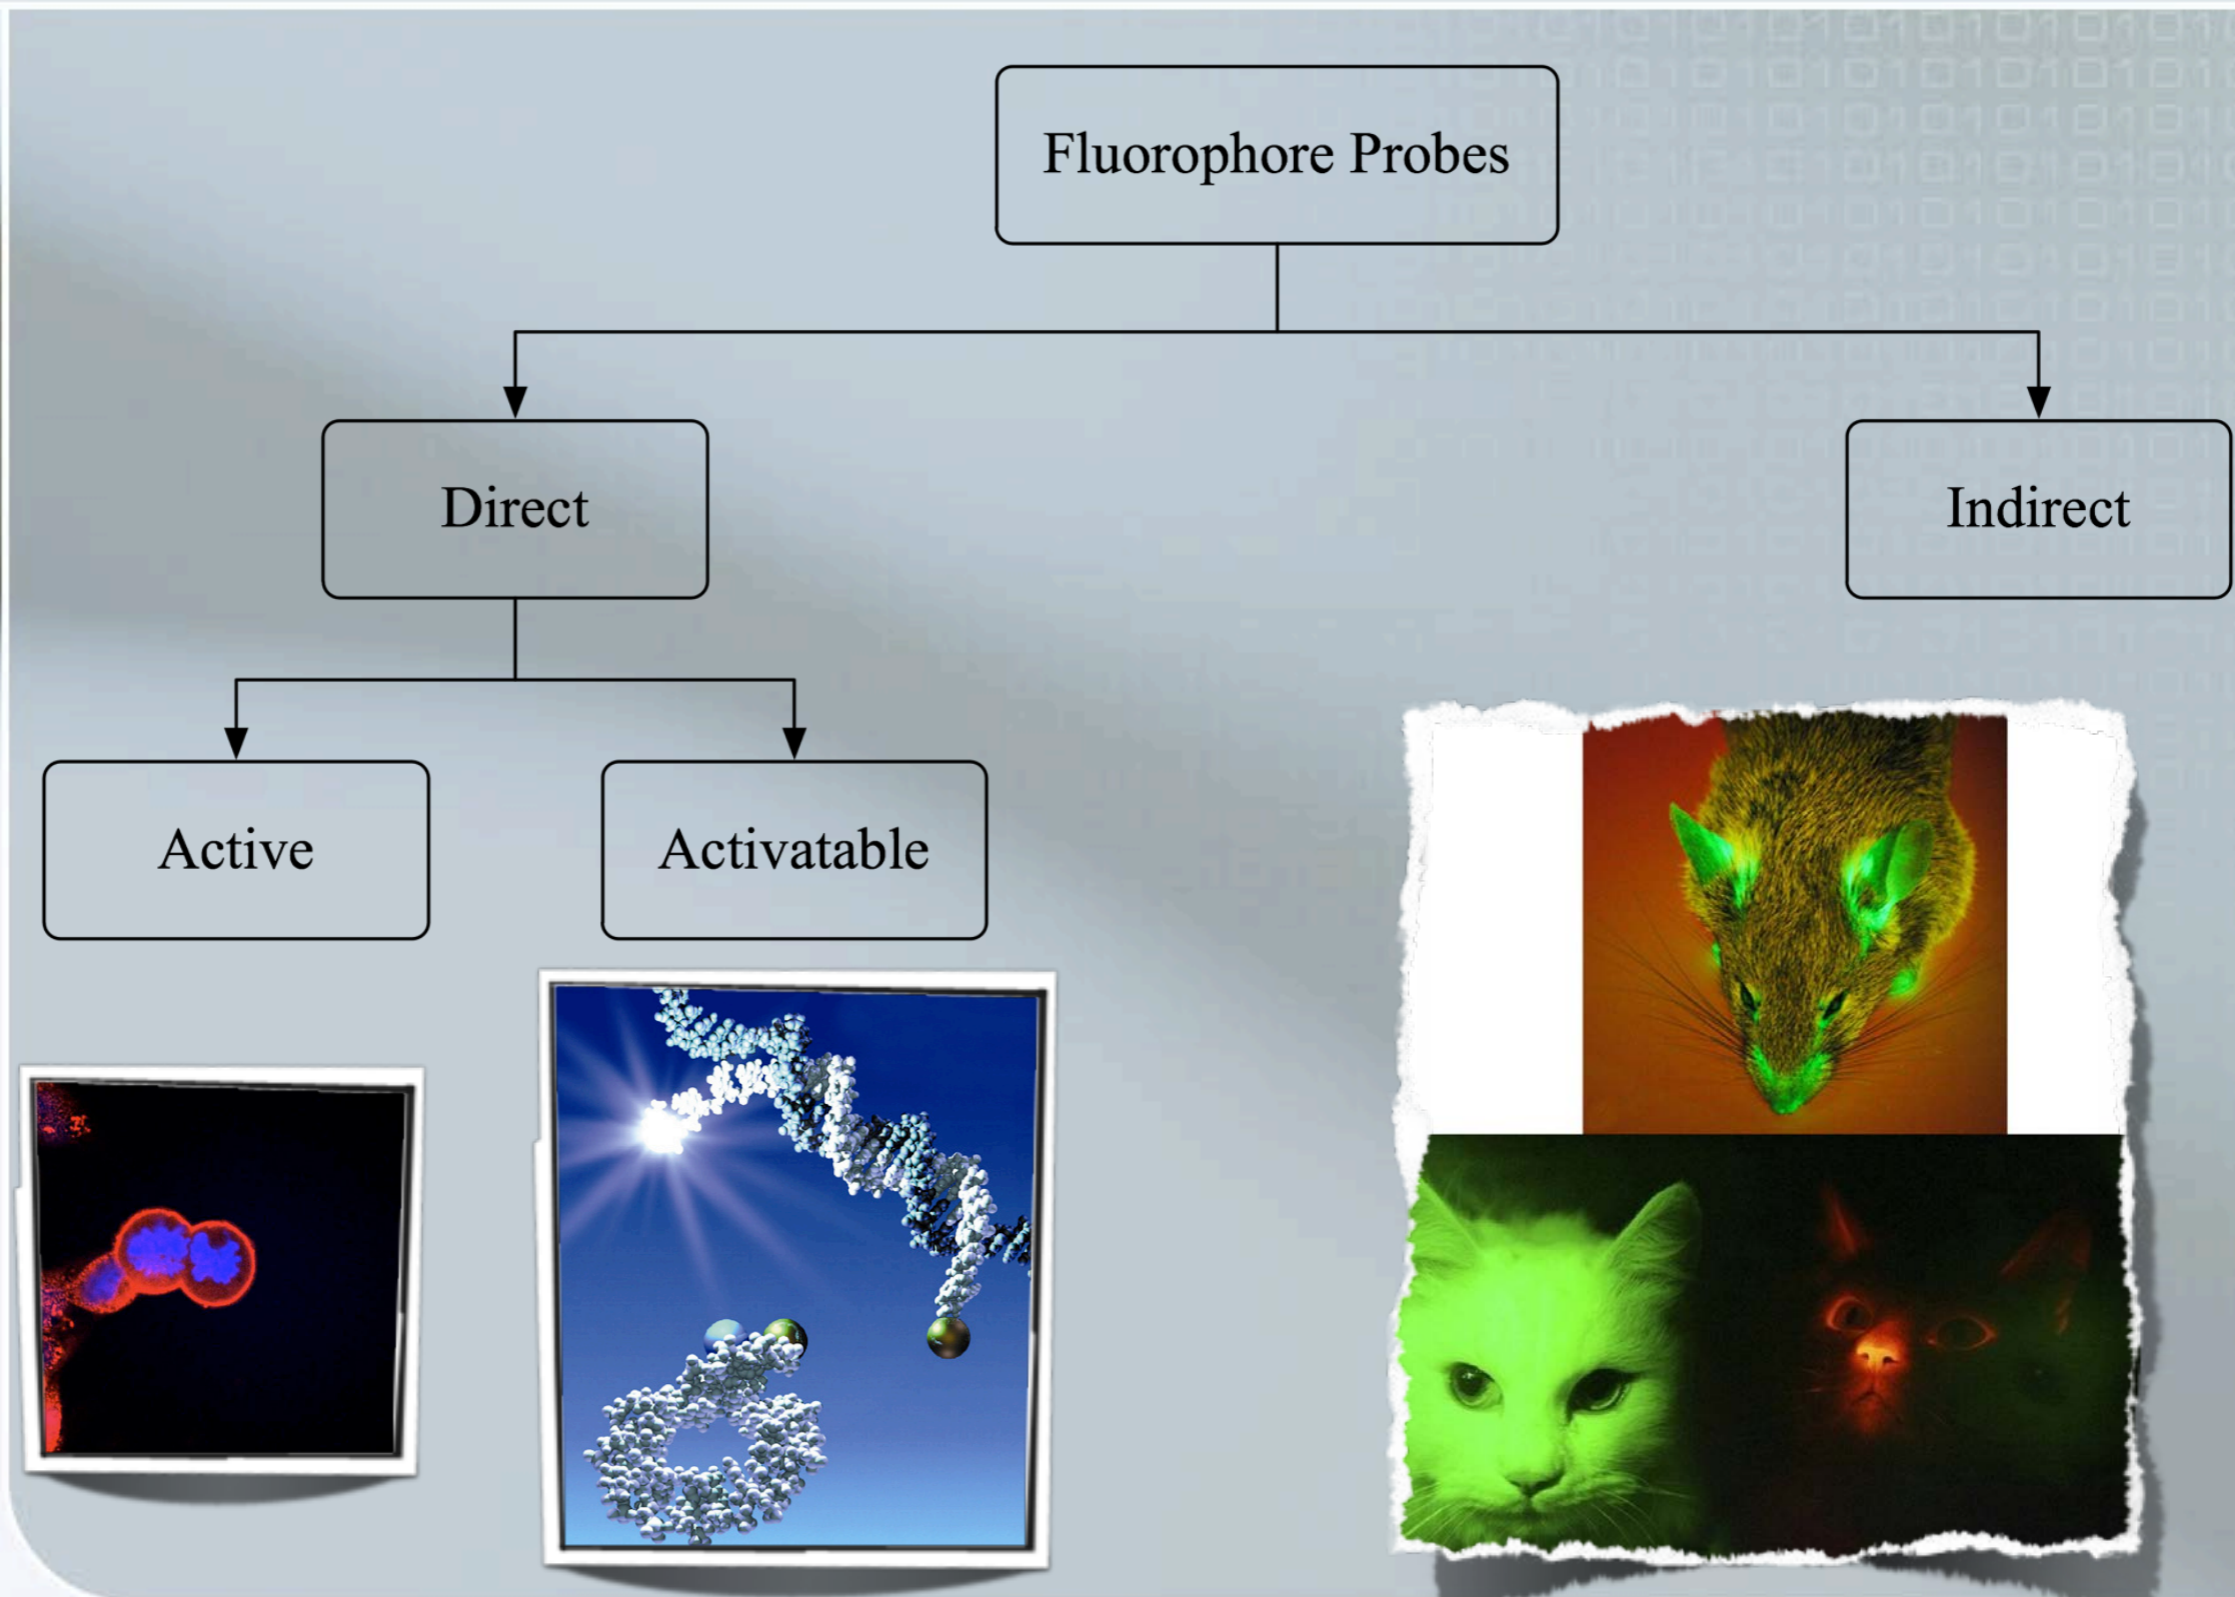 Fluorophore Probes
Direct
Indirect
Active
Activatable